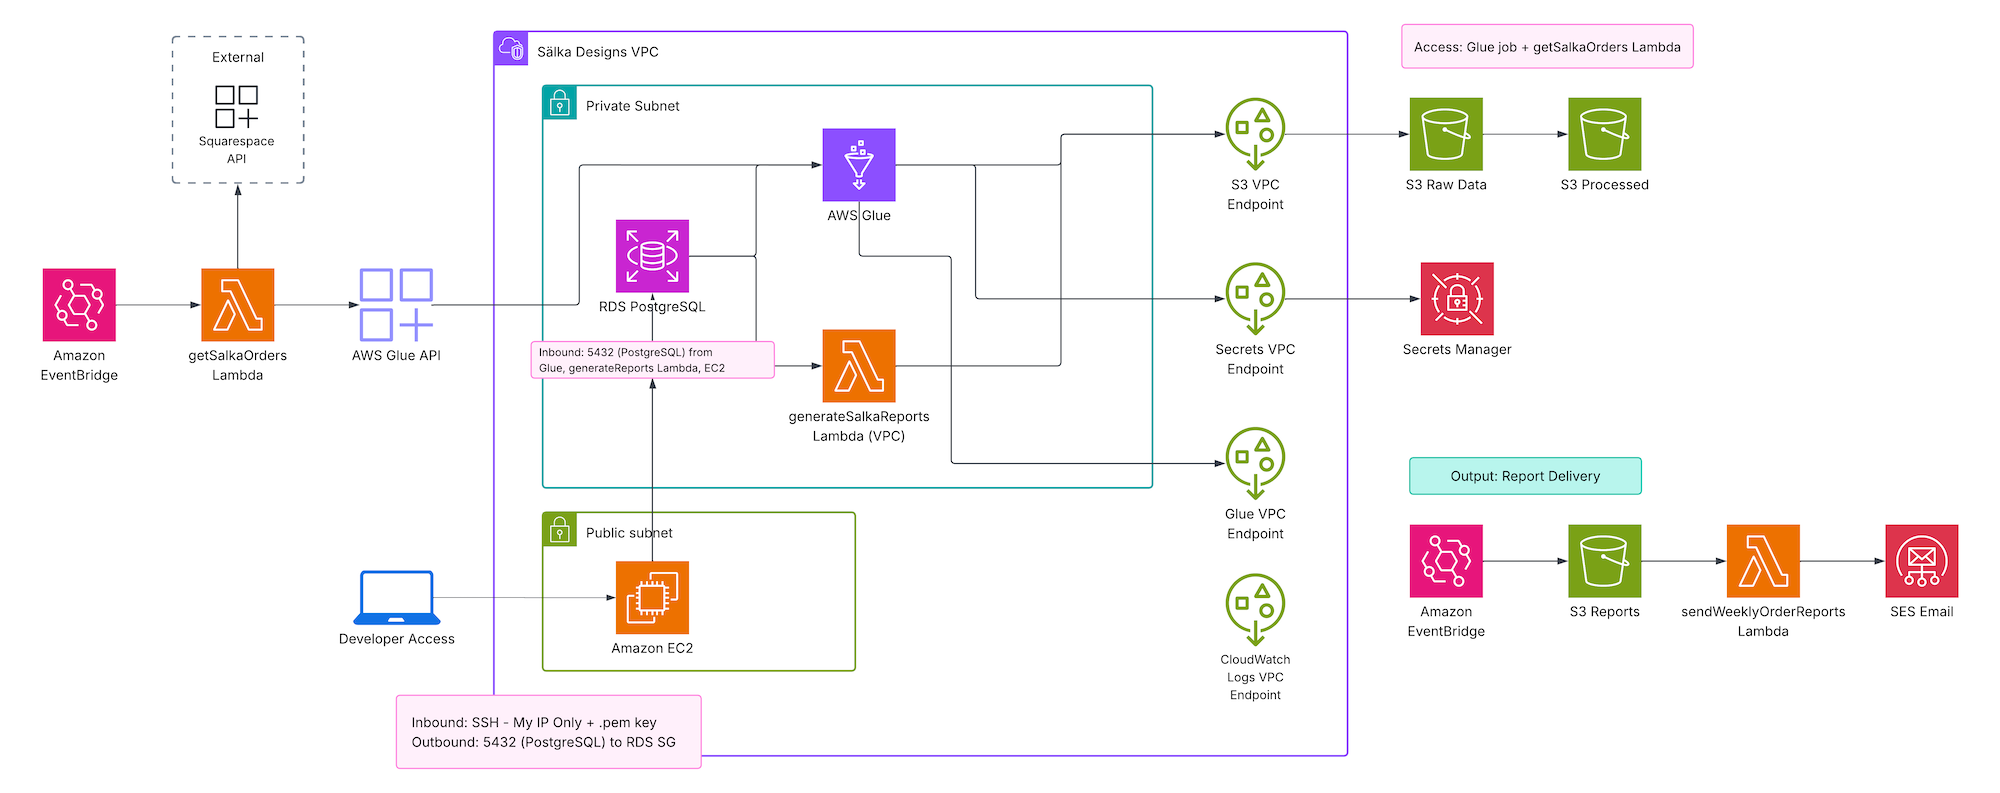 External
Squarespace
API
Amazon
EventBridge
getSalkaOrders
Lambda
AWS Glue API
Sälka Designs VPC
Private Subnet
AWS Glue
RDS PostgreSQL
Inbound: 5432 (PostgreSQL) from
Glue, generateReports Lambda, EC2
generateSalkaReports
Lambda (VPC)
Public subnet
Amazon EC2
Developer Access
Inbound: SSH - My IP Only + .pem key
Outbound: 5432 (PostgreSQL) to RDS SG
S3 VPC
Endpoint
Secrets VPC
Endpoint
Glue VPC
Endpoint
CloudWatch
Logs VPC
Endpoint
Access: Glue job + getSalkaOrders Lambda
S3 Raw Data
S3 Processed
Secrets Manager
Output: Report Delivery
Amazon
EventBridge
S3 Reports
sendWeeklyOrderReports
Lambda
SES Email